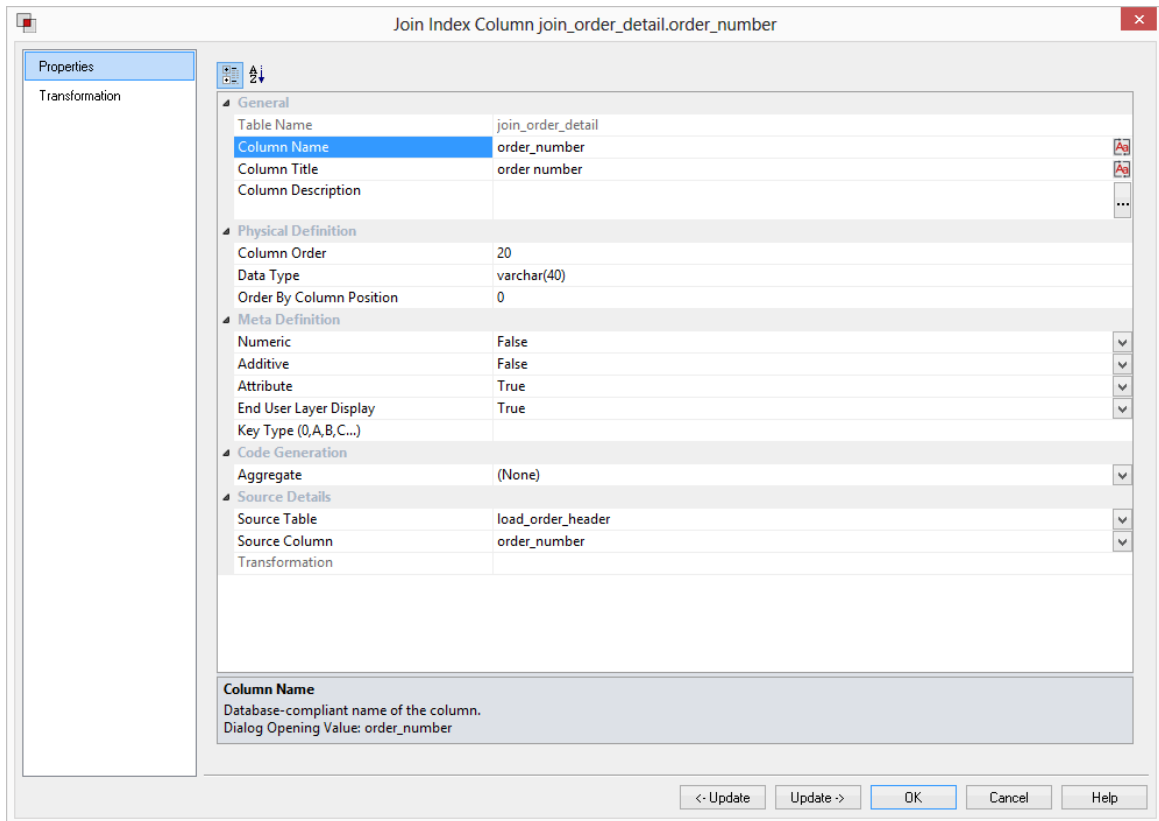 Join Index Column join_order_detail.order_number
Properties
Transformation
General
Table Name join_order_detail
Column Name order_number
Column Title order number
Column Description
...
Physical Definition
Column Order 20
Data Type varchar(40)
Order By Column Position 0
Meta Definition
Numeric False
Additive False
Attribute True
End User Layer Display True
Key Type (0,A,B,C...)
Code Generation
Aggregate (None)
Source Details
Source Table load_order_header
Source Column order_number
Transformation
Column Name
Database-compliant name of the column.
Dialog Opening Value: order_number
<- Update Update -> OK Cancel Help